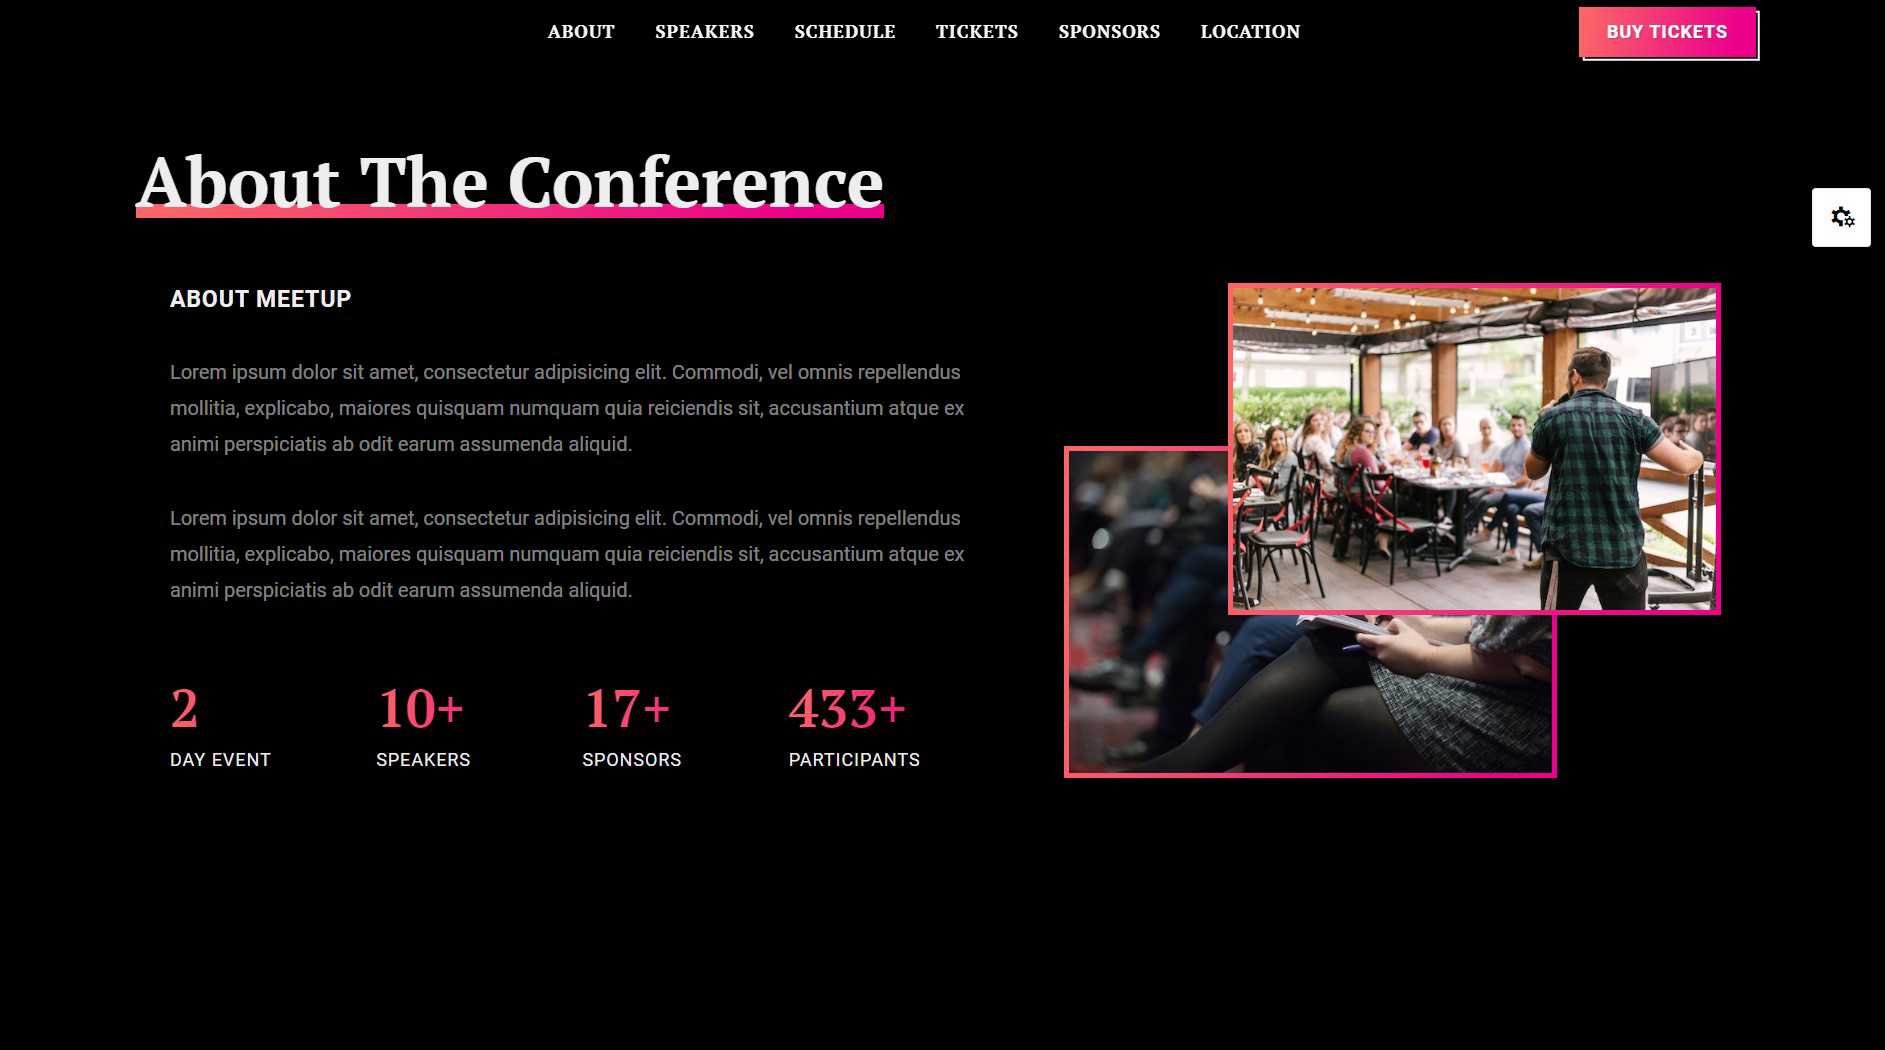 ABOUT SPEAKERS SCHEDULE TICKETS SPONSORS LOCATION BUY TICKETS
About The Conference
ABOUT MEETUP
Lorem ipsum dolor sit amet, consectetur adipisicing elit. Commodi, vel omnis repellendus
mollitia, explicabo, maiores quisquam numquam quia reiciendis sit, accusantium atque ex
animi perspiciatis ab odit earum assumenda aliquid.
Lorem ipsum dolor sit amet, consectetur adipisicing elit. Commodi, vel omnis repellendus
mollitia, explicabo, maiores quisquam numquam quia reiciendis sit, accusantium atque ex
animi perspiciatis ab odit earum assumenda aliquid.
2 10+ 17+ 433+
DAY EVENT SPEAKERS SPONSORS PARTICIPANTS